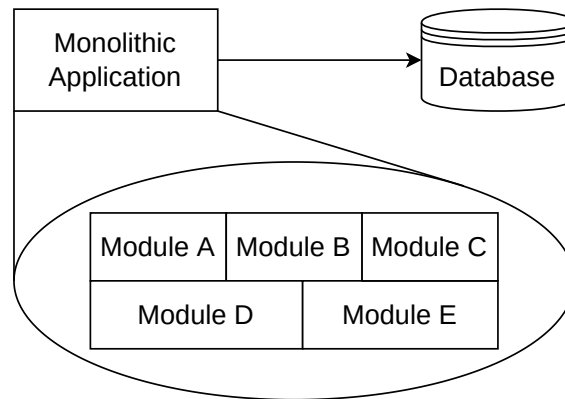 Monolithic
Application
Database
Module A
Module B
Module C
Module D
Module E